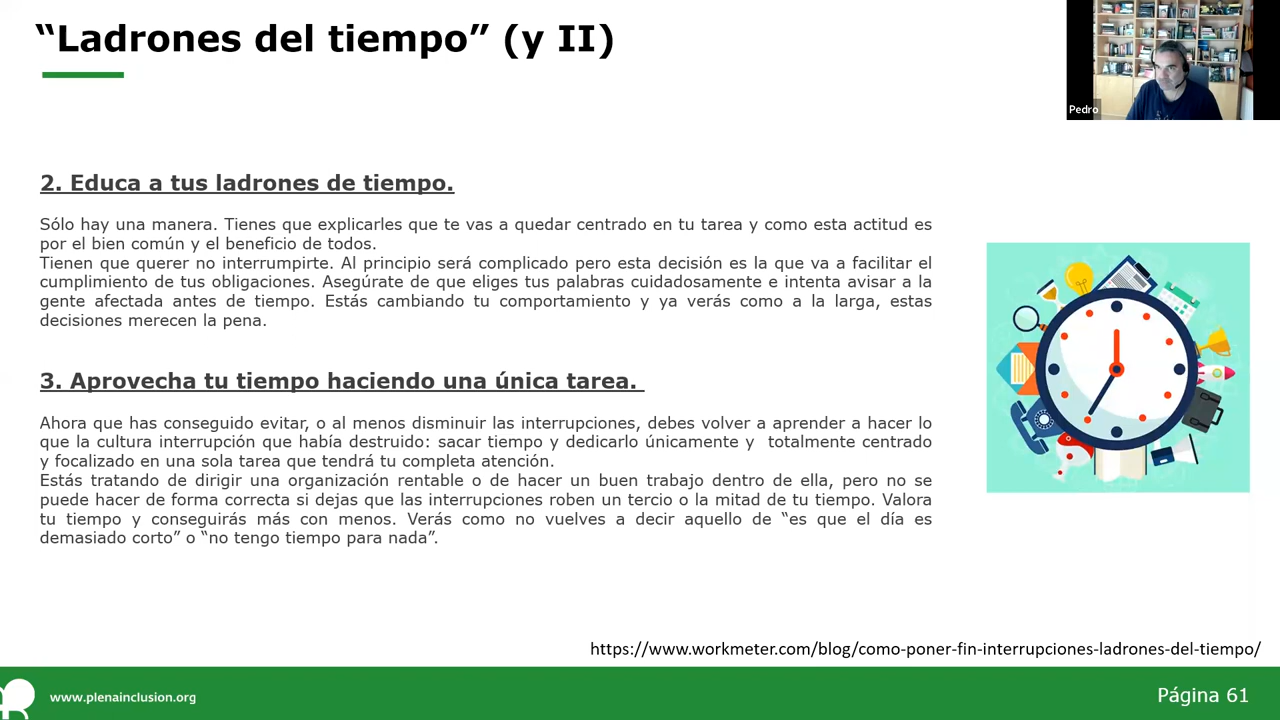 “Ladrones del tiempo” (y II)
Pedro
2. Educa a tus ladrones de tiempo.
Sólo hay una manera. Tienes que explicarles que te vas a quedar centrado en tu tarea y como esta actitud es
por el bien común y el beneficio de todos.
Tienen que querer no interrumpirte. Al principio será complicado pero esta decisión es la que va a facilitar el
cumplimiento de tus obligaciones. Asegúrate de que eliges tus palabras cuidadosamente e intenta avisar a la
gente afectada antes de tiempo. Estás cambiando tu comportamiento y ya verás como a la larga, estas
decisiones merecen la pena.
3. Aprovecha tu tiempo haciendo una única tarea.
Ahora que has conseguido evitar, o al menos disminuir las interrupciones, debes volver a aprender a hacer lo
que la cultura interrupción que había destruido: sacar tiempo y dedicarlo únicamente y totalmente centrado
y focalizado en una sola tarea que tendrá tu completa atención.
Estás tratando de dirigir una organización rentable o de hacer un buen trabajo dentro de ella, pero no se
puede hacer de forma correcta si dejas que las interrupciones roben un tercio o la mitad de tu tiempo. Valora
tu tiempo y conseguirás más con menos. Verás como no vuelves a decir aquello de “es que el día es
demasiado corto” o “no tengo tiempo para nada”.
https://www.workmeter.com/blog/como-poner-fin-interrupciones-ladrones-del-tiempo/
www.plenainclusion.org
Página 61